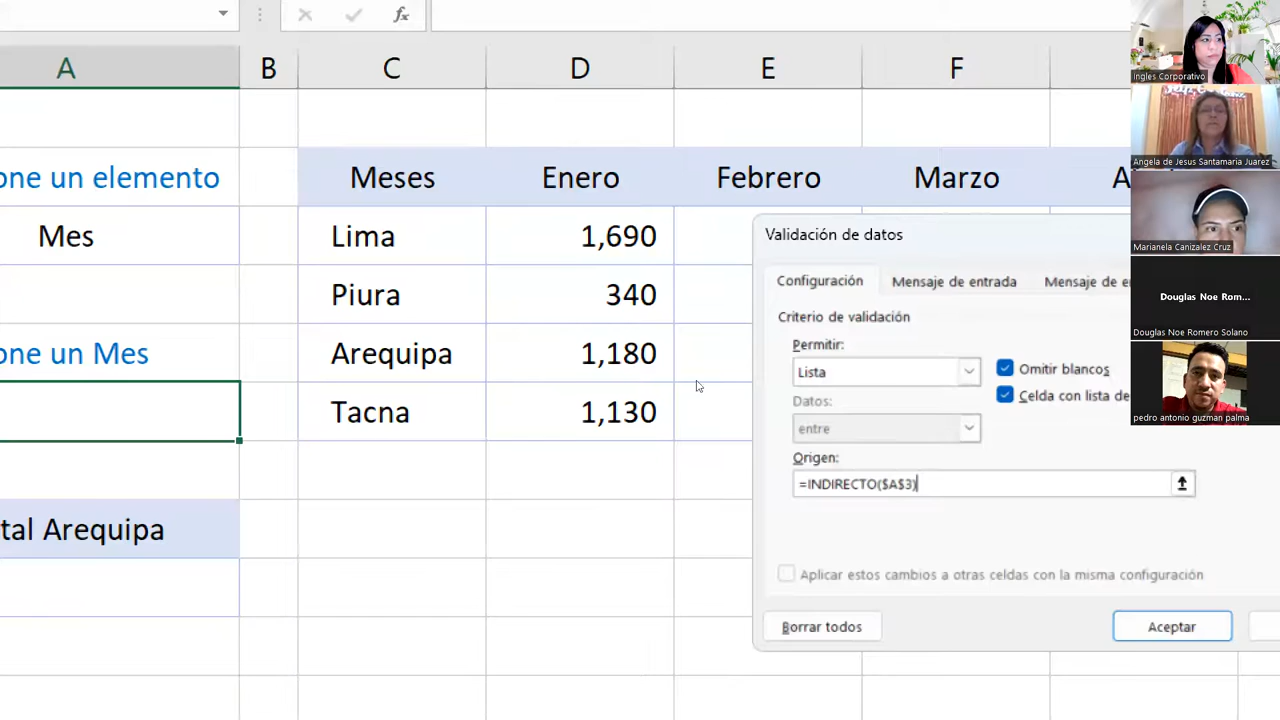 fx
A
B
C
D
E
F
one un elemento
Meses
Enero
Febrero
Marzo
A
Mes
Lima
1,690
Piura
340
one un Mes
Arequipa
1,180
Tacna
1,130
tal Arequipa
Validación de datos
Configuración
Mensaje de entrada
Mensaje de e
Criterio de validación
Permitir:
Lista
Omitir blancos
Datos:
Celda con lista de
entre
Origen:
=INDIRECTO($A$3)
Aplicar estos cambios a otras celdas con la misma configuración
Borrar todos
Aceptar
Ingles Corporativo
Angela de Jesus Santamaria Juarez
Marianela Canizalez Cruz
Douglas Noe Rom...
Douglas Noe Romero Solano
pedro antonio guzman palma